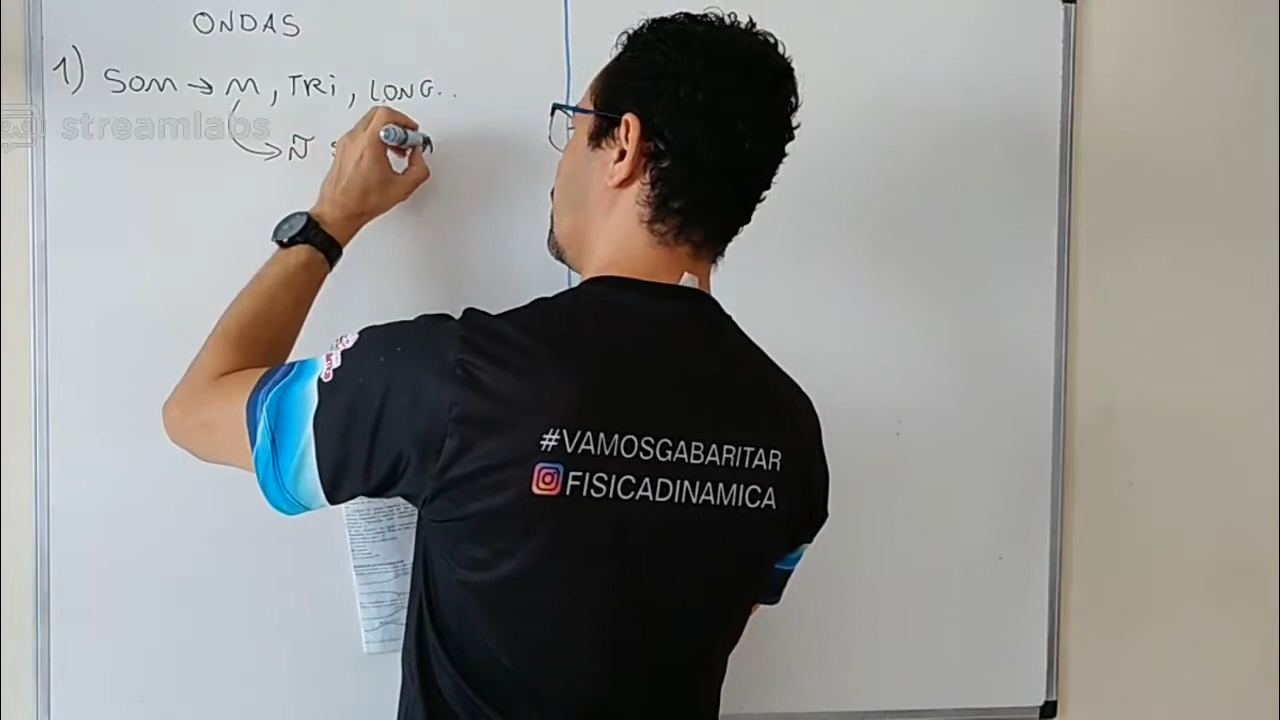 ONDAS
1) SOM → M, TRI, LONG..
→ Ñ
streamlabs
#VAMOSGABARITAR
FISICADINAMICA